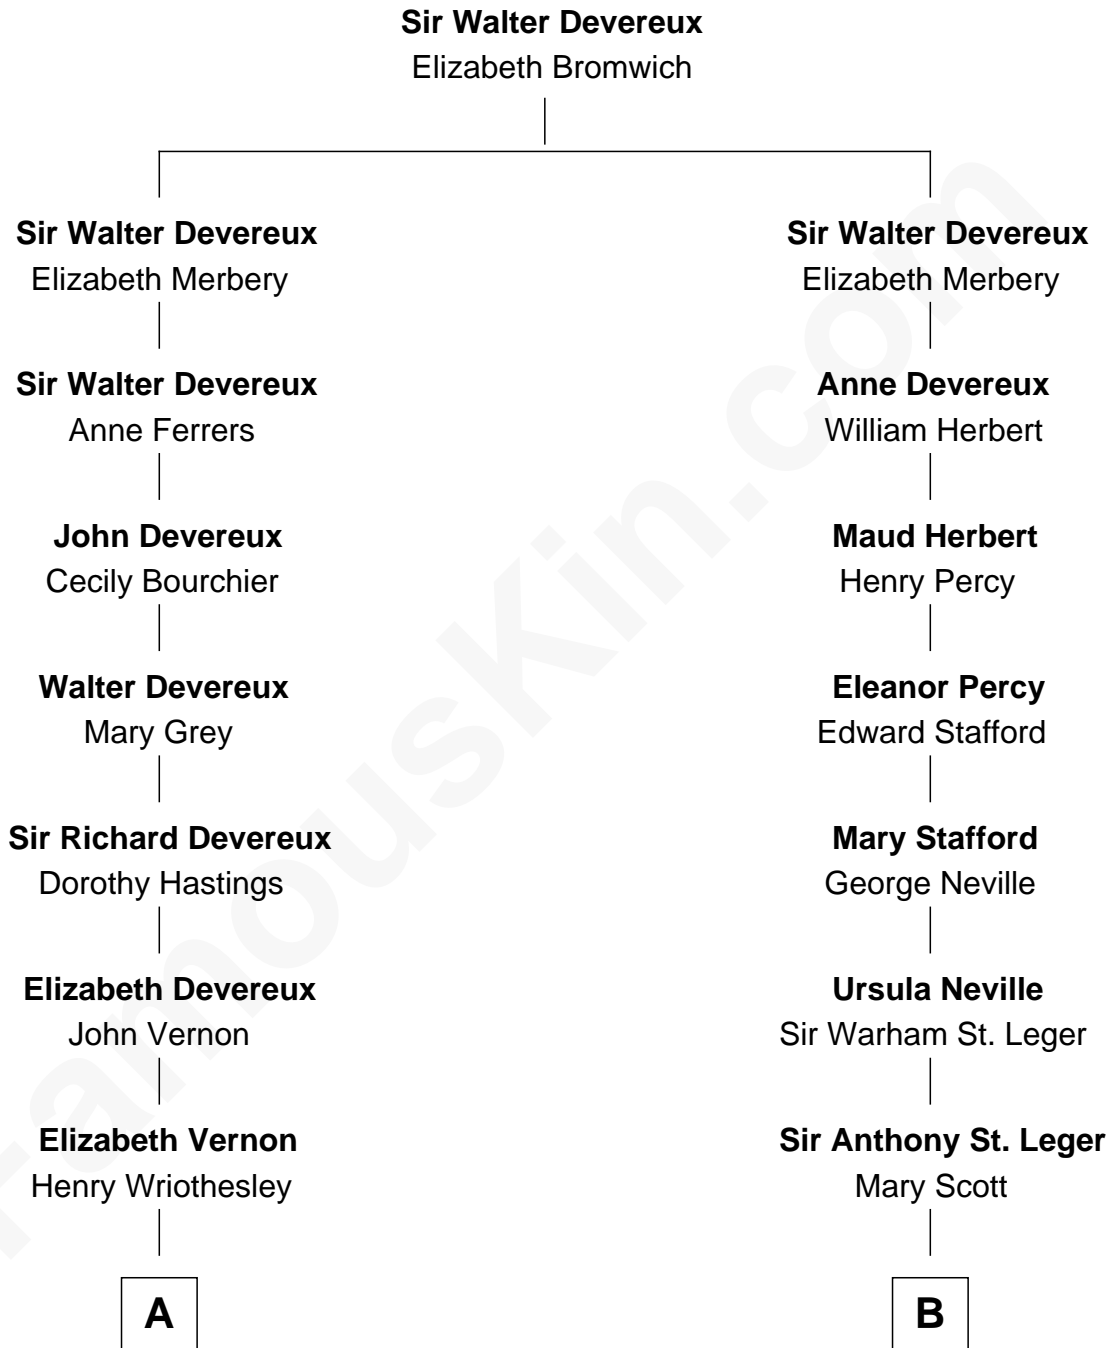 Sir Walter Devereux
Elizabeth Bromwich
Sir Walter Devereux
Elizabeth Merbery
Sir Walter Devereux
Anne Ferrers
John Devereux
Cecily Bourchier
Walter Devereux
Mary Grey
Sir Richard Devereux
Dorothy Hastings
Elizabeth Devereux
John Vernon
Elizabeth Vernon
Henry Wriothesley
A
Sir Walter Devereux
Elizabeth Merbery
Anne Devereux
William Herbert
Maud Herbert
Henry Percy
Eleanor Percy
Edward Stafford
Mary Stafford
George Neville
Ursula Neville
Sir Warham St. Leger
Sir Anthony St. Leger
Mary Scott
B
FamousKin.com